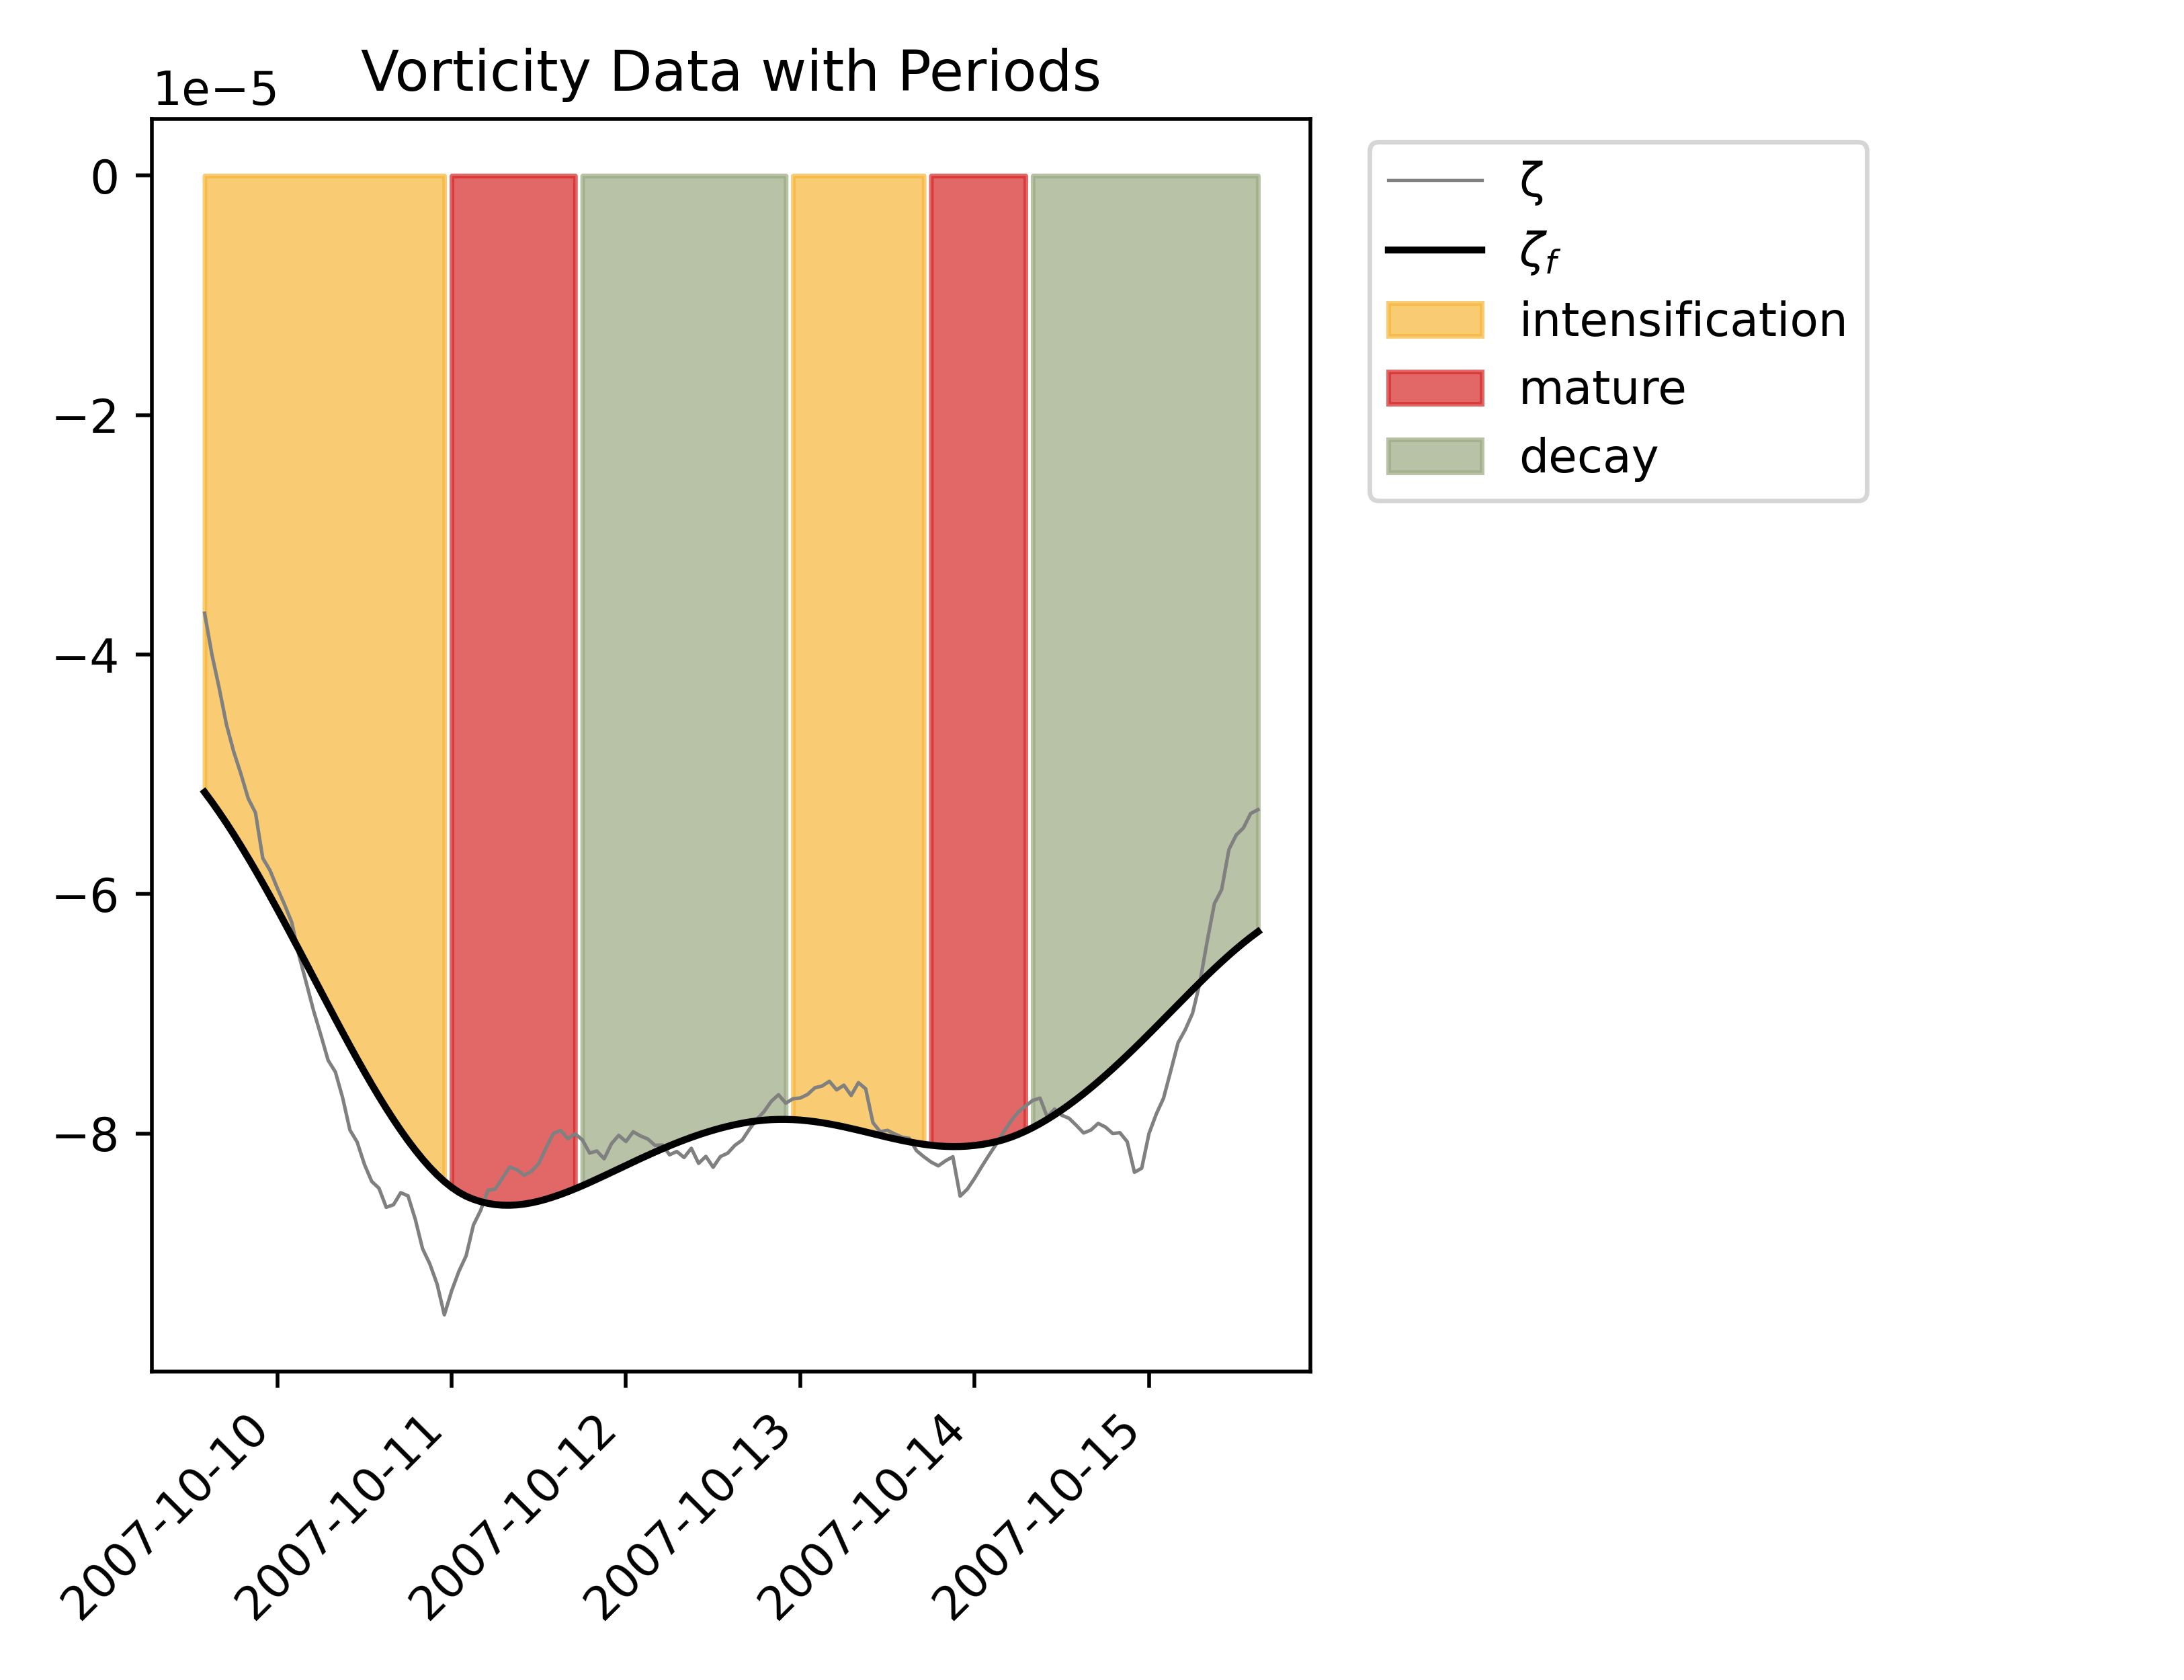 Vorticity Data with Periods
1e−5
0
−2
−4
−6
−8
2007-10-10
2007-10-11
2007-10-12
2007-10-13
2007-10-14
2007-10-15
ζ
ζf
intensification
mature
decay